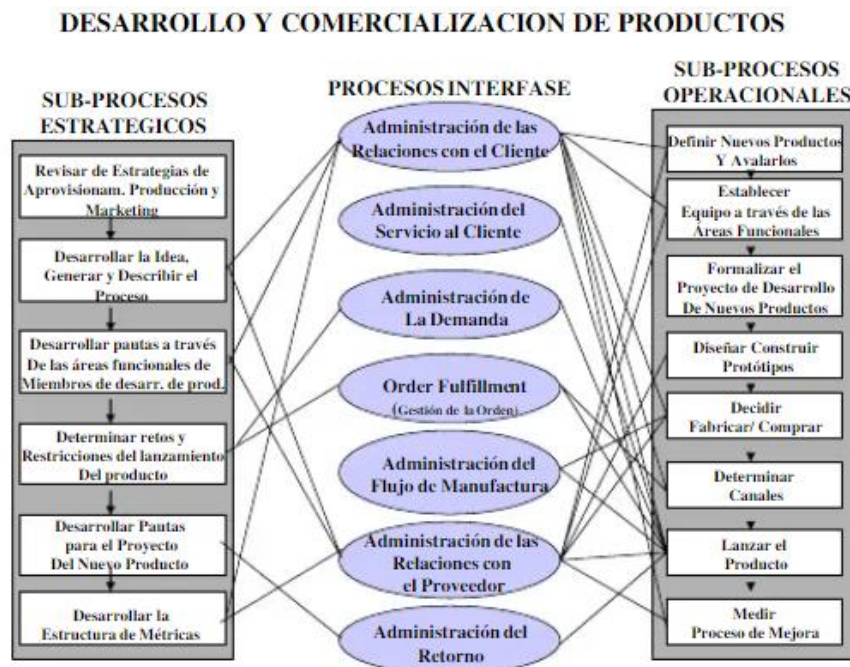 DESARROLLO Y COMERCIALIZACION DE PRODUCTOS
SUB-PROCESOS
ESTRATEGICOS
Revisar de Estrategias de
Aprovisionam. Producción y
Marketing
Desarrollar la Idea,
Generar y Describir el
Proceso
Desarrollar pautas a través
De las áreas funcionales de
Miembros de desarr. de prod.
Determinar retos y
Restricciones del lanzamiento
Del producto
Desarrollar Pautas
para el Proyecto
Del Nuevo Producto
Desarrollar la
Estructura de Métricas
PROCESOS INTERFASE
Administración de las
Relaciones con el Cliente
Administración del
Servicio al Cliente
Administración de
La Demanda
Order Fulfillment
(Gestión de la Orden)
Administración del
Flujo de Manufactura
Administración de las
Relaciones con
el Proveedor
Administración del
Retorno
SUB-PROCESOS
OPERACIONALES
Definir Nuevos Productos
Y Avalarlos
Establecer
Equipo a través de las
Áreas Funcionales
Formalizar el
Proyecto de Desarrollo
De Nuevos Productos
Diseñar Construir
Protótipos
Decidir
Fabricar/ Comprar
Determinar
Canales
Lanzar el
Producto
Medir
Proceso de Mejora